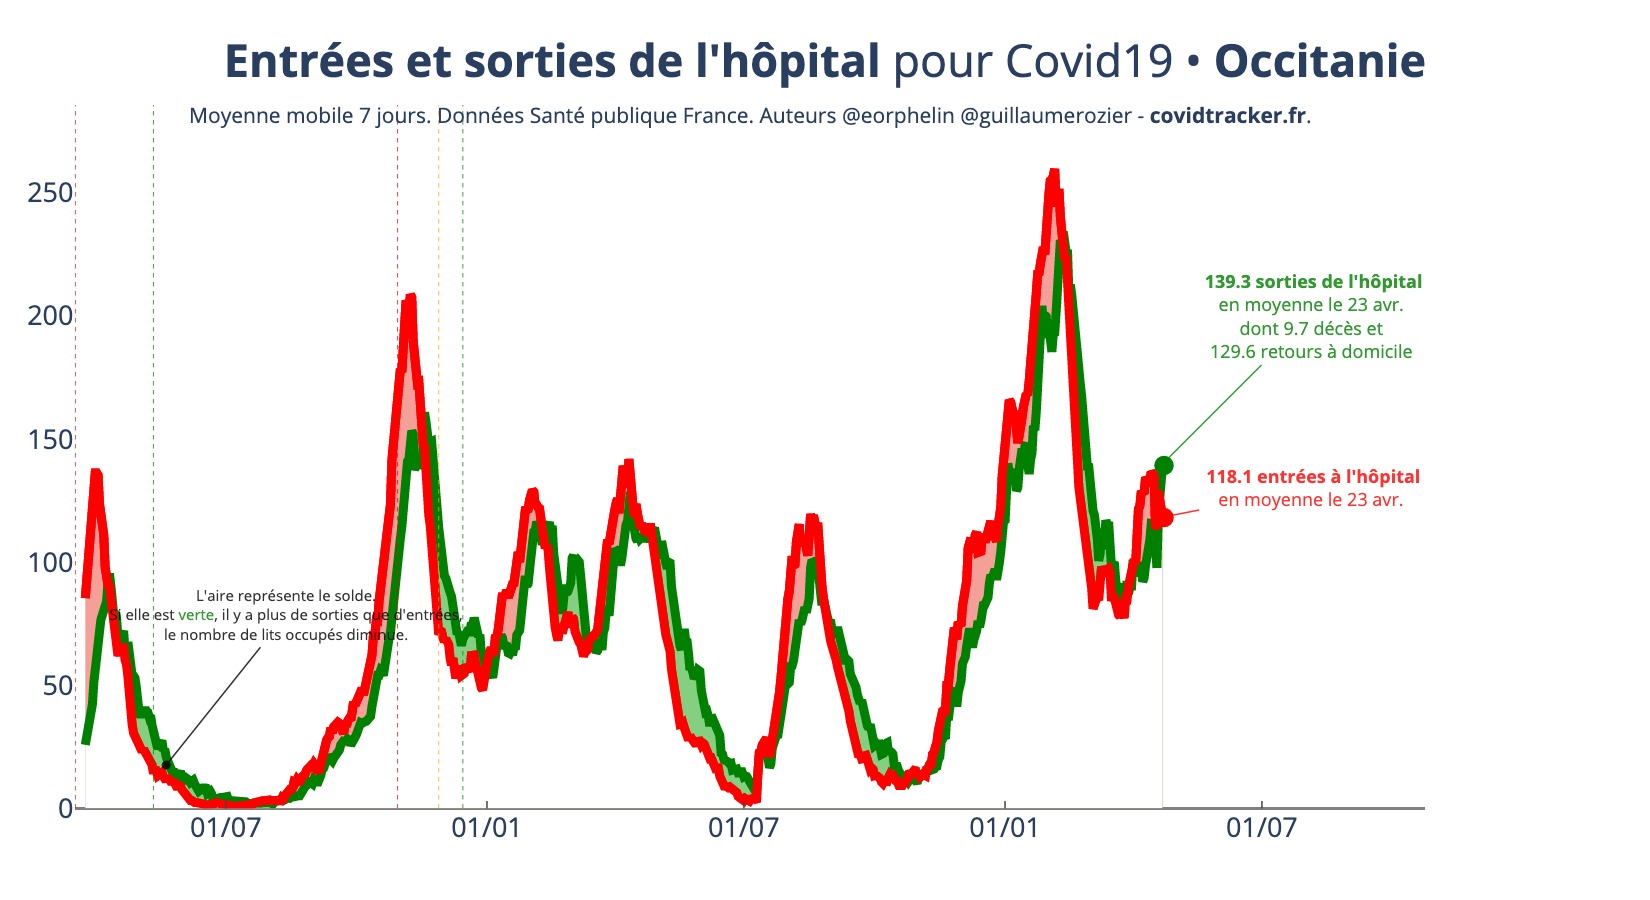 Entrées et sorties de l'hôpital pour Covid19 • Occitanie
Moyenne mobile 7 jours. Données Santé publique France. Auteurs @eorphelin @guillaumerozier - covidtracker.fr.
250
200
150
100
50
0
139.3 sorties de l'hôpital
en moyenne le 23 avr.
dont 9.7 décès et
129.6 retours à domicile
118.1 entrées à l'hôpital
en moyenne le 23 avr.
L'aire représente le solde.
Si elle est verte, il y a plus de sorties que d'entrées,
le nombre de lits occupés diminue.
01/07
01/01
01/07
01/01
01/07